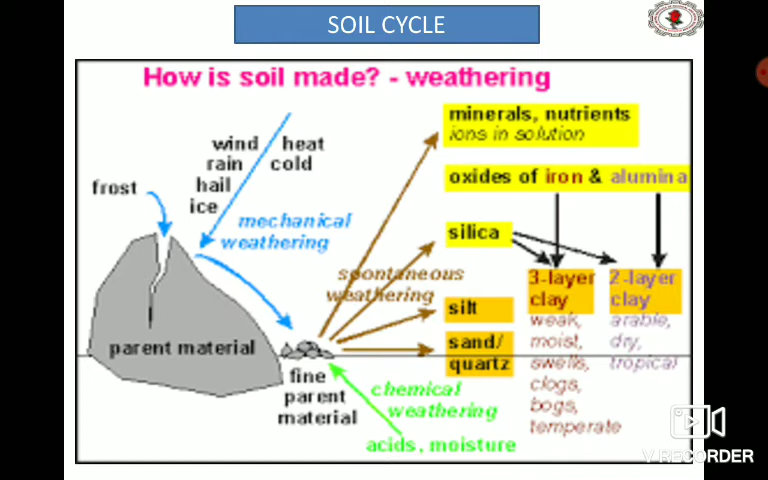 SOIL CYCLE
How is soil made? - weathering
minerals, nutrients
ions in solution
wind heat
rain cold
hail
ice
frost
oxides of iron & alumina
mechanical
weathering
silica
spontaneous
weathering
3-layer
clay
2-layer
clay
silt
weak,
moist,
swells,
clogs,
bogs,
temperate
arable,
dry,
tropical
parent material
sand/
quartz
fine
parent
material
chemical
weathering
acids, moisture
V.RECORDER